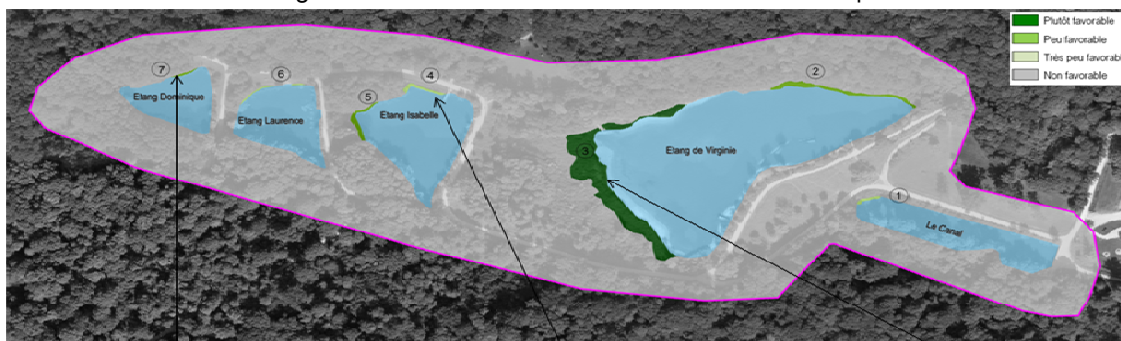 Plutôt favorable
Peu favorable
Très peu favorabl
Non favorable
7
6
4
5
2
3
1
Etang Dominique
Etang Laurence
Etang Isabelle
Etang de Virginie
Le Canal